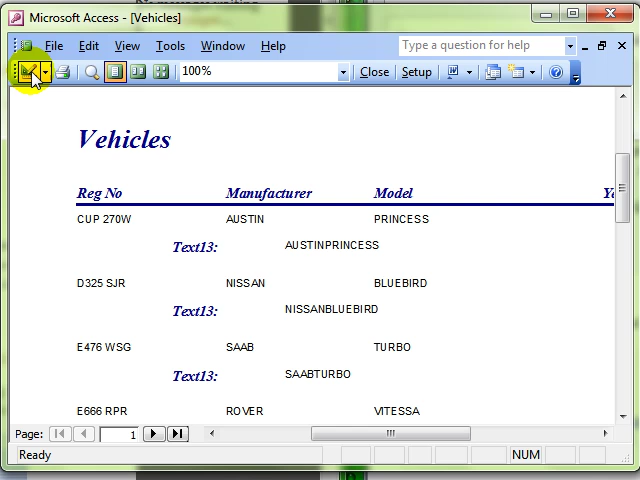 Microsoft Access - [Vehicles]
File Edit View Tools Window Help Type a question for help
100% Close Setup
Vehicles
Reg No Manufacturer Model
CUP 270W AUSTIN PRINCESS
Text13: AUSTINPRINCESS
D325 SJR NISSAN BLUEBIRD
Text13: NISSANBLUEBIRD
E476 WSG SAAB TURBO
Text13: SAABTURBO
E666 RPR ROVER VITESSA
Page: 1
Ready NUM